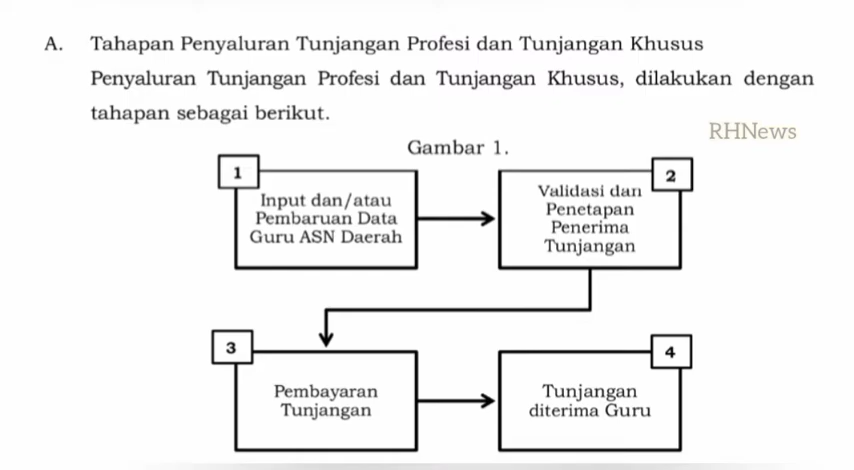 A. Tahapan Penyaluran Tunjangan Profesi dan Tunjangan Khusus
Penyaluran Tunjangan Profesi dan Tunjangan Khusus, dilakukan dengan
tahapan sebagai berikut.
RHNews
Gambar 1.
1
Input dan/atau
Pembaruan Data
Guru ASN Daerah
2
Validasi dan
Penetapan
Penerima
Tunjangan
3
Pembayaran
Tunjangan
4
Tunjangan
diterima Guru